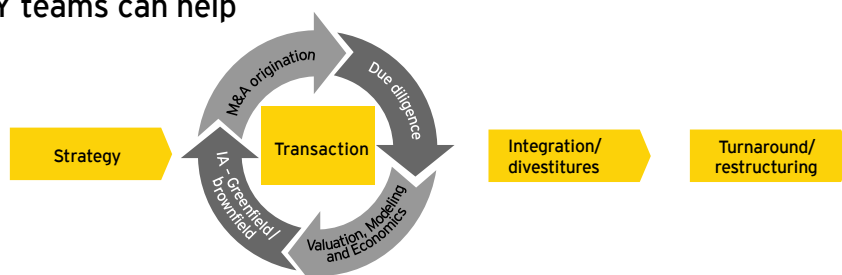 Y teams can help
M&A origination
Due diligence
Strategy
Transaction
Integration/
divestitures
Turnaround/
restructuring
IA – Greenfield/
brownfield
Valuation, Modeling
and Economics